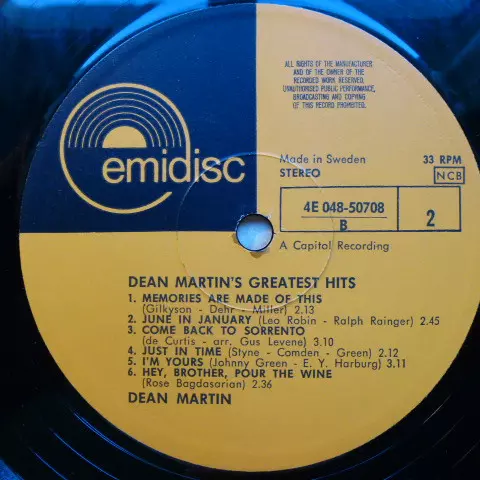 ALL RIGHTS OF THE MANUFACTURER
AND OF THE OWNER OF THE
RECORDED WORK RESERVED.
UNAUTHORISED PUBLIC PERFORMANCE,
BROADCASTING AND COPYING
OF THIS RECORD PROHIBITED.
emidisc
Made in Sweden 33 RPM
STEREO NCB
4E 048-50708
B 2
A Capitol Recording
DEAN MARTIN'S GREATEST HITS
1. MEMORIES ARE MADE OF THIS
(Gilkyson - Dehr - Miller) 2.13
2. JUNE IN JANUARY (Leo Robin - Ralph Rainger) 2.45
3. COME BACK TO SORRENTO
(de Curtis - arr. Gus Levene) 3.10
4. JUST IN TIME (Styne - Comden - Green) 2.12
5. I'M YOURS (Johnny Green - E. Y. Harburg) 3.11
6. HEY, BROTHER, POUR THE WINE
(Rose Bagdasarian) 2.36
DEAN MARTIN